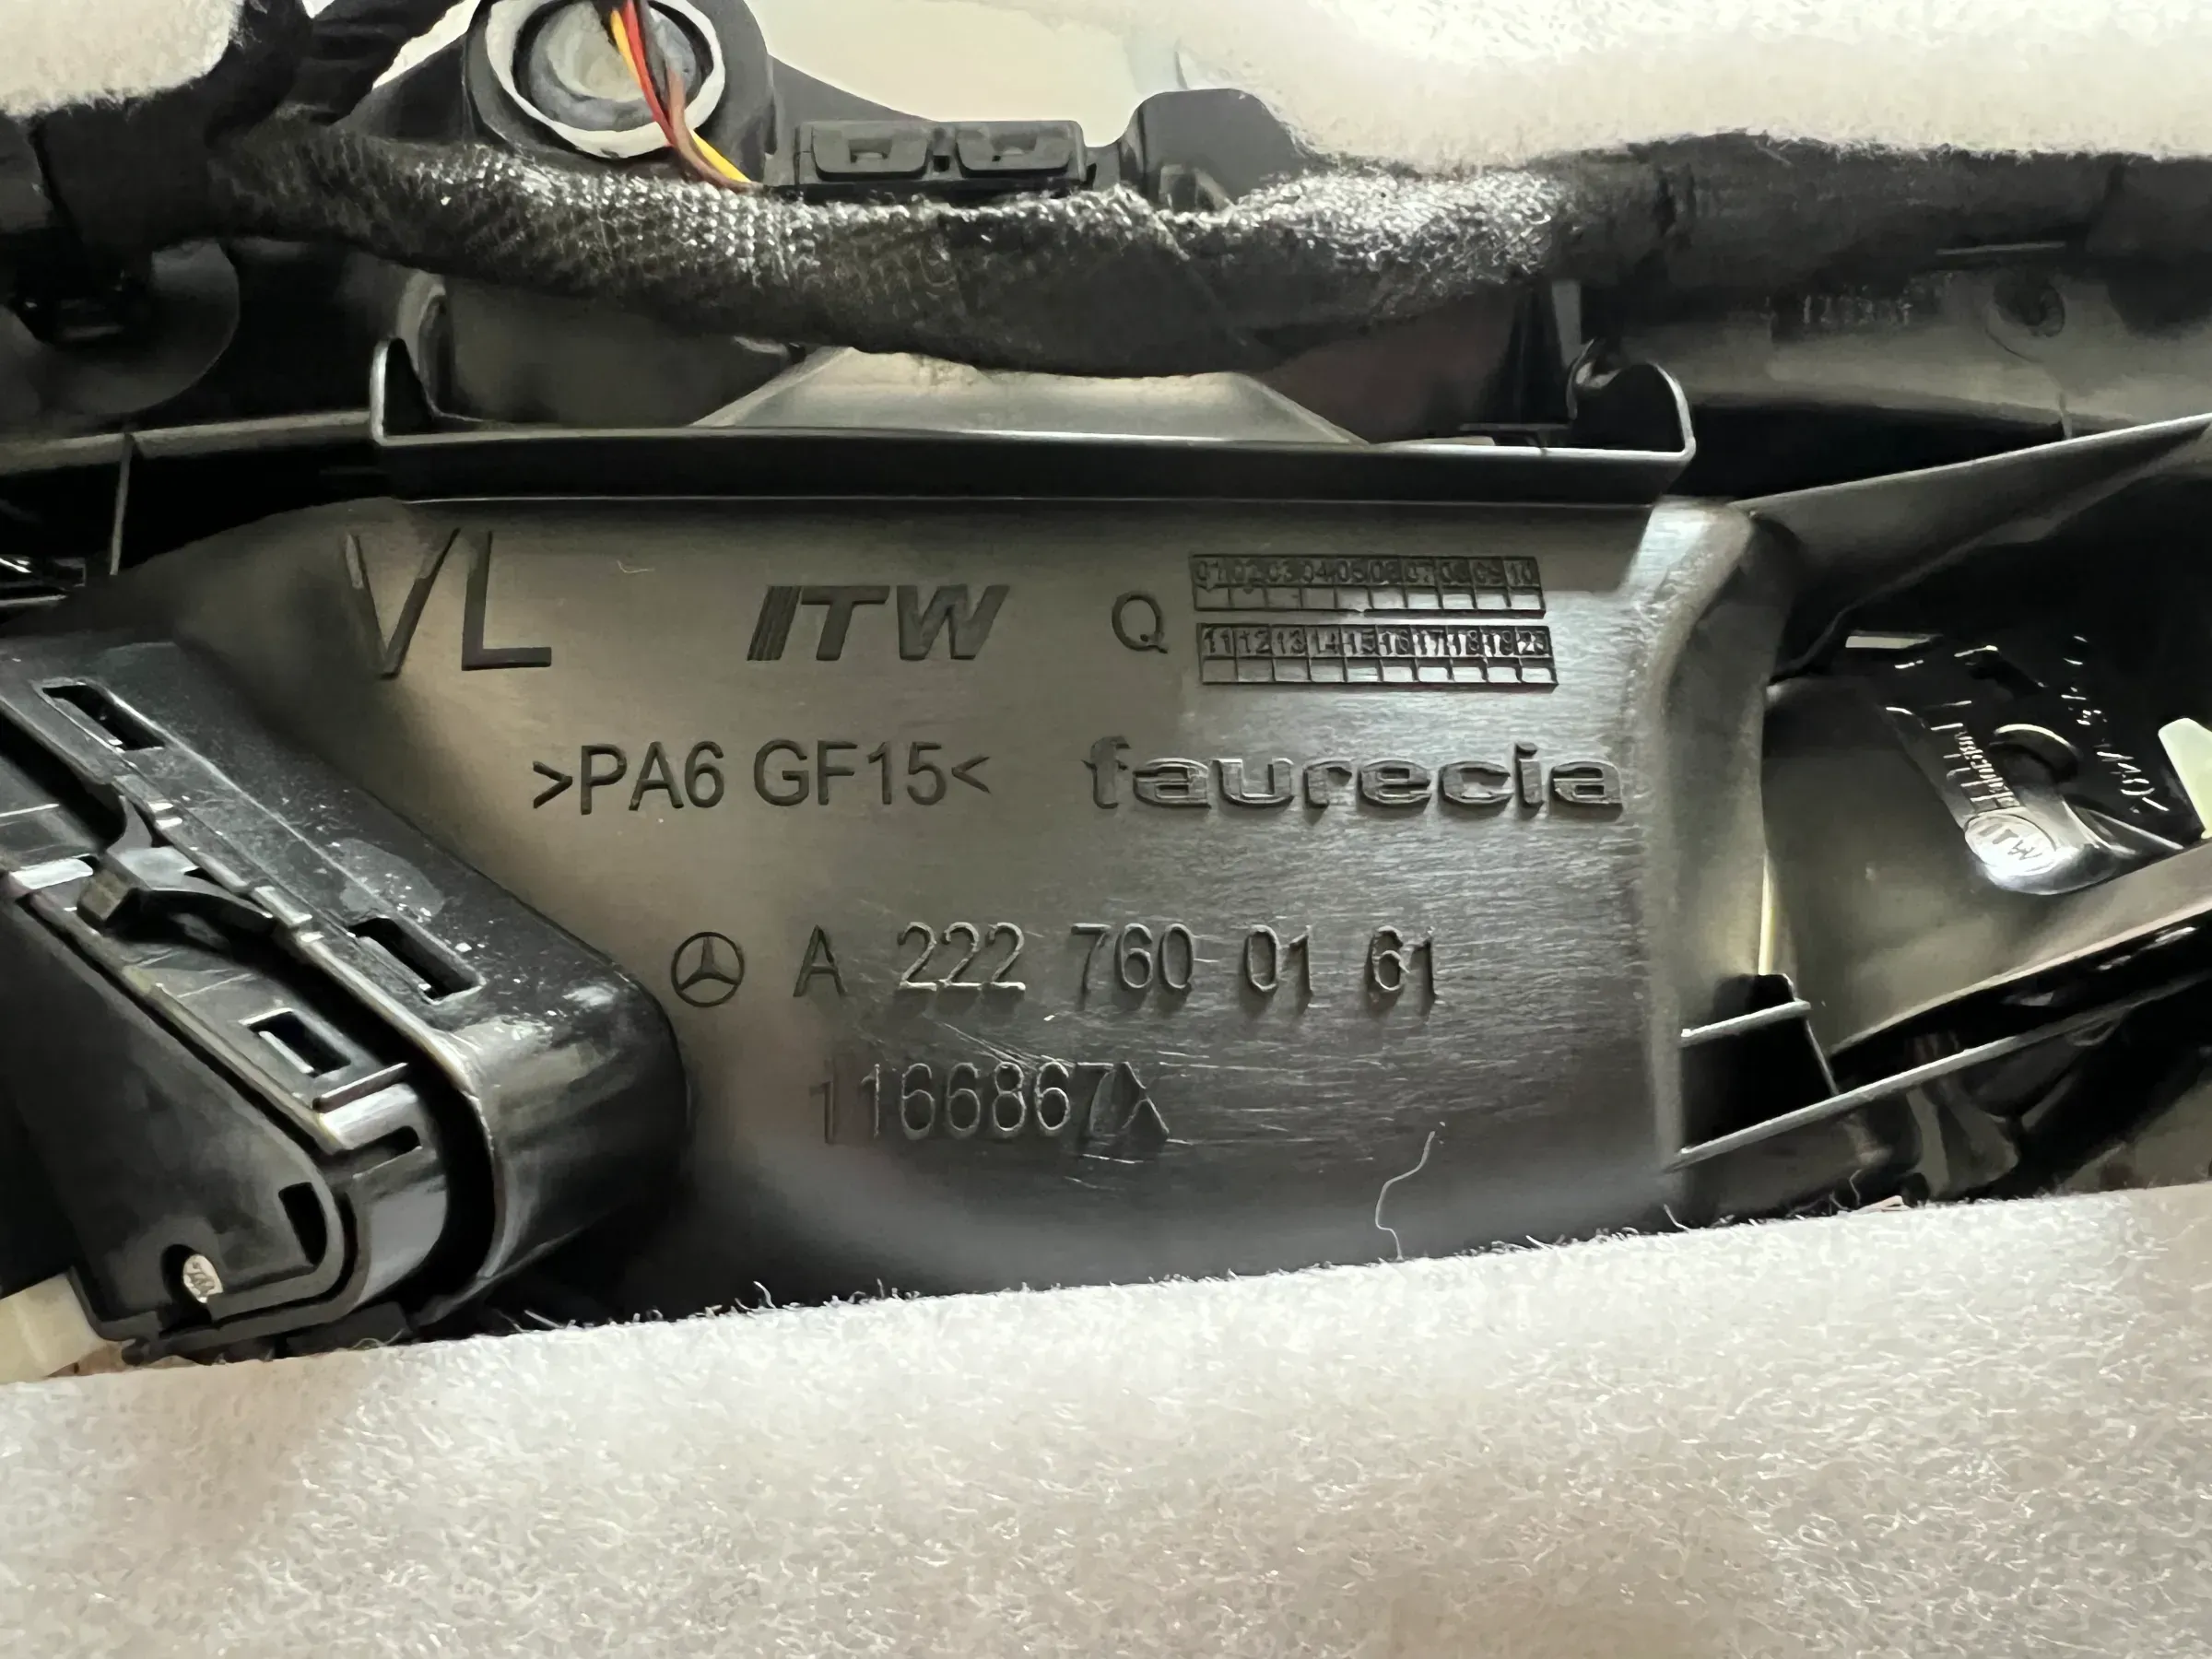 VL
ITW
Q
01 02 03 04 05 06 07 08 09 10
11 12 13 14 15 16 17 18 19 20
>PA6 GF15<
faurecia
A 222 760 01 61
1166867X
ITW